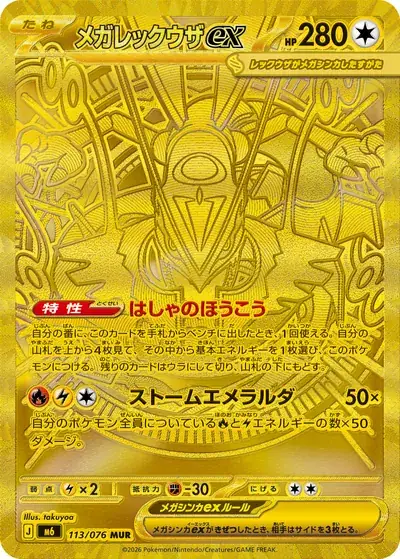 たね メガレックウザex HP280
レックウザがメガシンカしたすがた
特性 とくせい はしゃのほうこう
自分の番に、このカードを手札からベンチに出したとき、1回使える。自分の
山札を上から4枚見て、その中から基本エネルギーを1枚選び、このポケ
モンにつける。残りのカードはウラにして切り、山札の下にもどす。
ストームエメラルダ 50×
自分のポケモン全員についている とエネルギーの数×50
ダメージ。
弱点 ×2 抵抗力 -30 にげる
メガシンカexルール
メガシンカexがきぜつしたとき、相手はサイドを3枚とる。
Illus. takuyoa
J M6 113/076 MUR
©2026 Pokémon/Nintendo/Creatures/GAME FREAK.